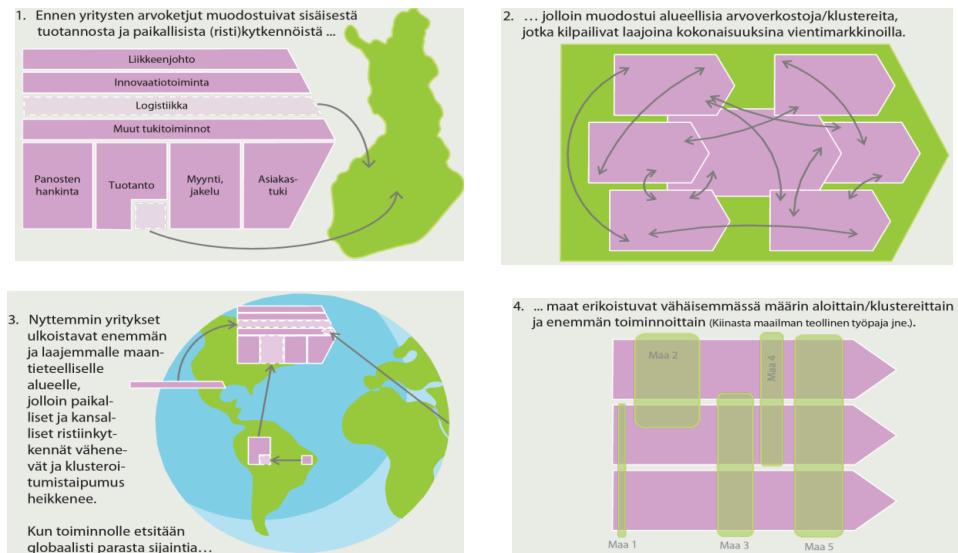 1. Ennen yritysten arvoketjut muodostuivat sisäisestä
tuotannosta ja paikallisista (risti)kytkennöistä ...
Liikkeenjohto
Innovaatiotoiminta
Logistiikka
Muut tukitoiminnot
Panosten
hankinta
Tuotanto
Myynti,
jakelu
Asiakas-
tuki
2. ... jolloin muodostui alueellisia arvoverkostoja/klustereita,
jotka kilpailivat laajoina kokonaisuuksina vientimarkkinoilla.
3. Nyttemmin yritykset
ulkoistavat enemmän
ja laajemmalle maan-
tieteelliselle
alueelle,
jolloin paikal-
liset ja kansal-
liset ristiinkyt-
kennät vähene-
vät ja klusteroi-
tumistaipumus
heikkenee.
Kun toiminnolle etsitään
globaalisti parasta sijaintia...
4. ... maat erikoistuvat vähäisemmässä määrin aloittain/klustereittain
ja enemmän toiminnoittain (Kiinasta maailman teollinen työpaja jne.).
Maa 2
Maa 4
Maa 1
Maa 3
Maa 5